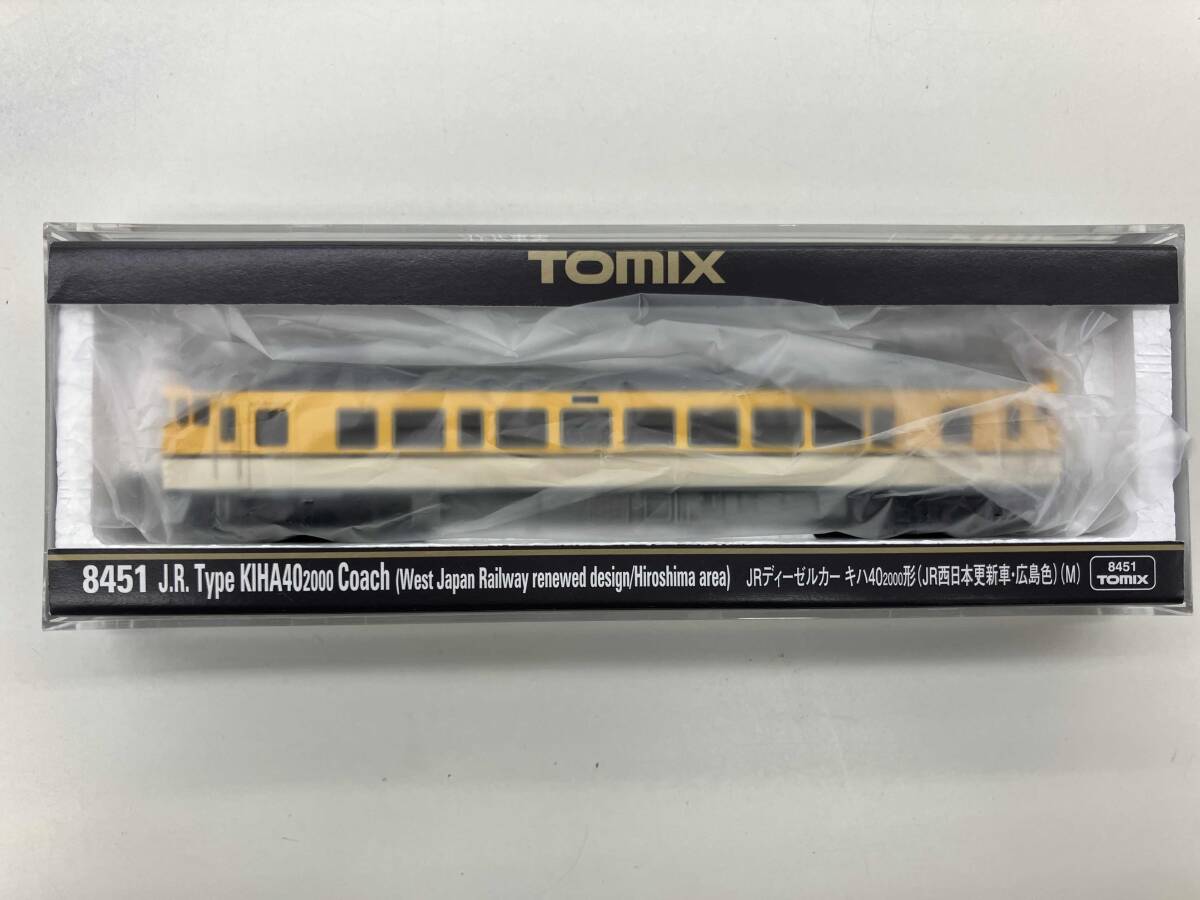 TOMIX
8451 J.R. Type KIHA402000 Coach (West Japan Railway renewed design/Hiroshima area) JRディーゼルカー キハ402000形(JR西日本更新車・広島色)(M)
8451
TOMIX